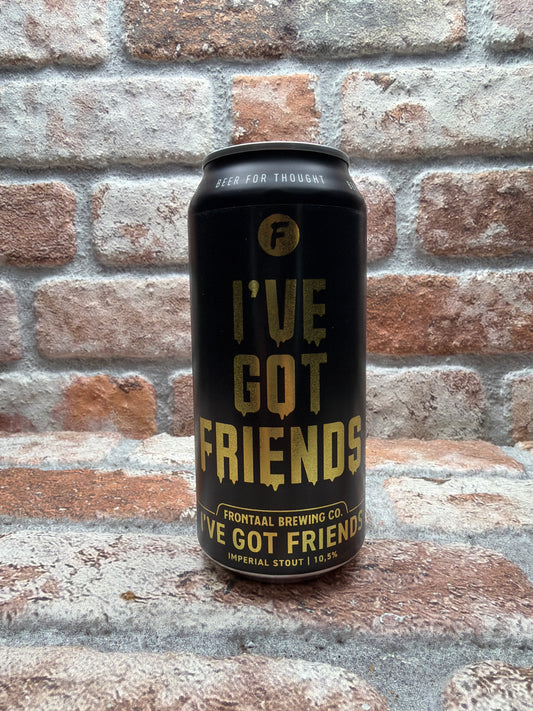 BEER FOR THOUGHT
F
I'VE
GOT
FRIENDS
FRONTAAL BREWING CO.
I'VE GOT FRIENDS
IMPERIAL STOUT | 10,5%